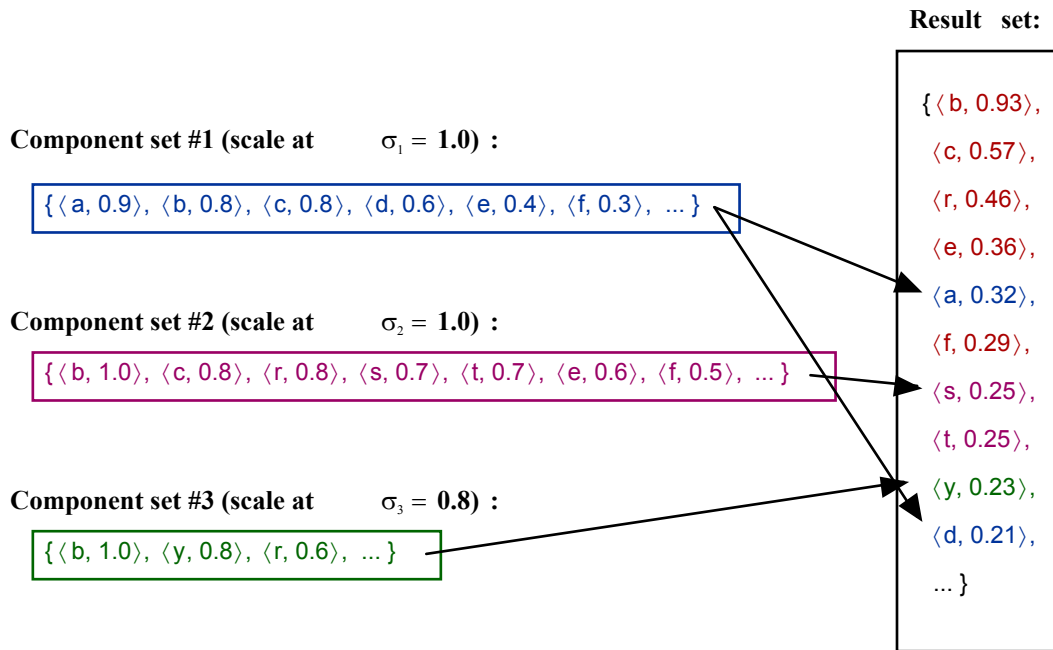 Result set:
{⟨b, 0.93⟩,
⟨c, 0.57⟩,
⟨r, 0.46⟩,
⟨e, 0.36⟩,
⟨a, 0.32⟩,
⟨f, 0.29⟩,
⟨s, 0.25⟩,
⟨t, 0.25⟩,
⟨y, 0.23⟩,
⟨d, 0.21⟩,
... }
Component set #1 (scale at σ₁ = 1.0) :
{⟨a, 0.9⟩, ⟨b, 0.8⟩, ⟨c, 0.8⟩, ⟨d, 0.6⟩, ⟨e, 0.4⟩, ⟨f, 0.3⟩, ... }
Component set #2 (scale at σ₂ = 1.0) :
{⟨b, 1.0⟩, ⟨c, 0.8⟩, ⟨r, 0.8⟩, ⟨s, 0.7⟩, ⟨t, 0.7⟩, ⟨e, 0.6⟩, ⟨f, 0.5⟩, ... }
Component set #3 (scale at σ₃ = 0.8) :
{⟨b, 1.0⟩, ⟨y, 0.8⟩, ⟨r, 0.6⟩, ... }